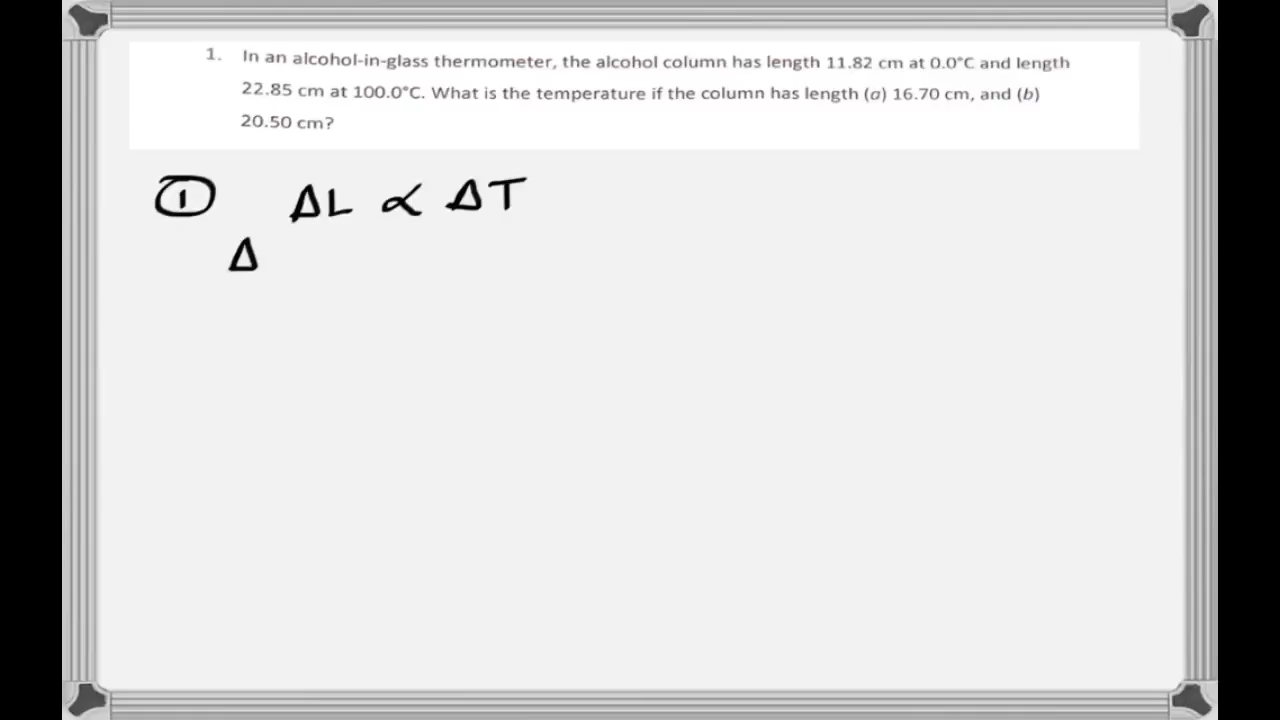 1. In an alcohol-in-glass thermometer, the alcohol column has length 11.82 cm at 0.0°C and length
22.85 cm at 100.0°C. What is the temperature if the column has length (a) 16.70 cm, and (b)
20.50 cm?
① ΔL ∝ ΔT
Δ